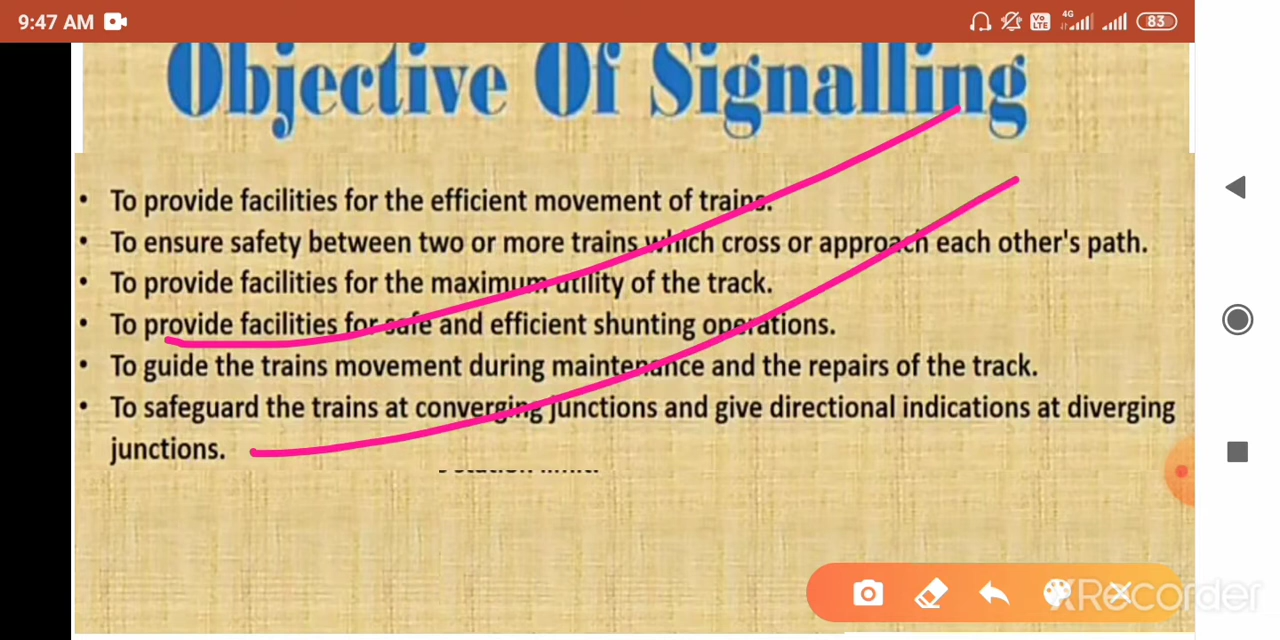 9:47 AM
Vo LTE
4G
83
Objective Of Signalling
• To provide facilities for the efficient movement of trains.
• To ensure safety between two or more trains which cross or approach each other's path.
• To provide facilities for the maximum utility of the track.
• To provide facilities for safe and efficient shunting operations.
• To guide the trains movement during maintenance and the repairs of the track.
• To safeguard the trains at converging junctions and give directional indications at diverging
junctions.
XRecorder